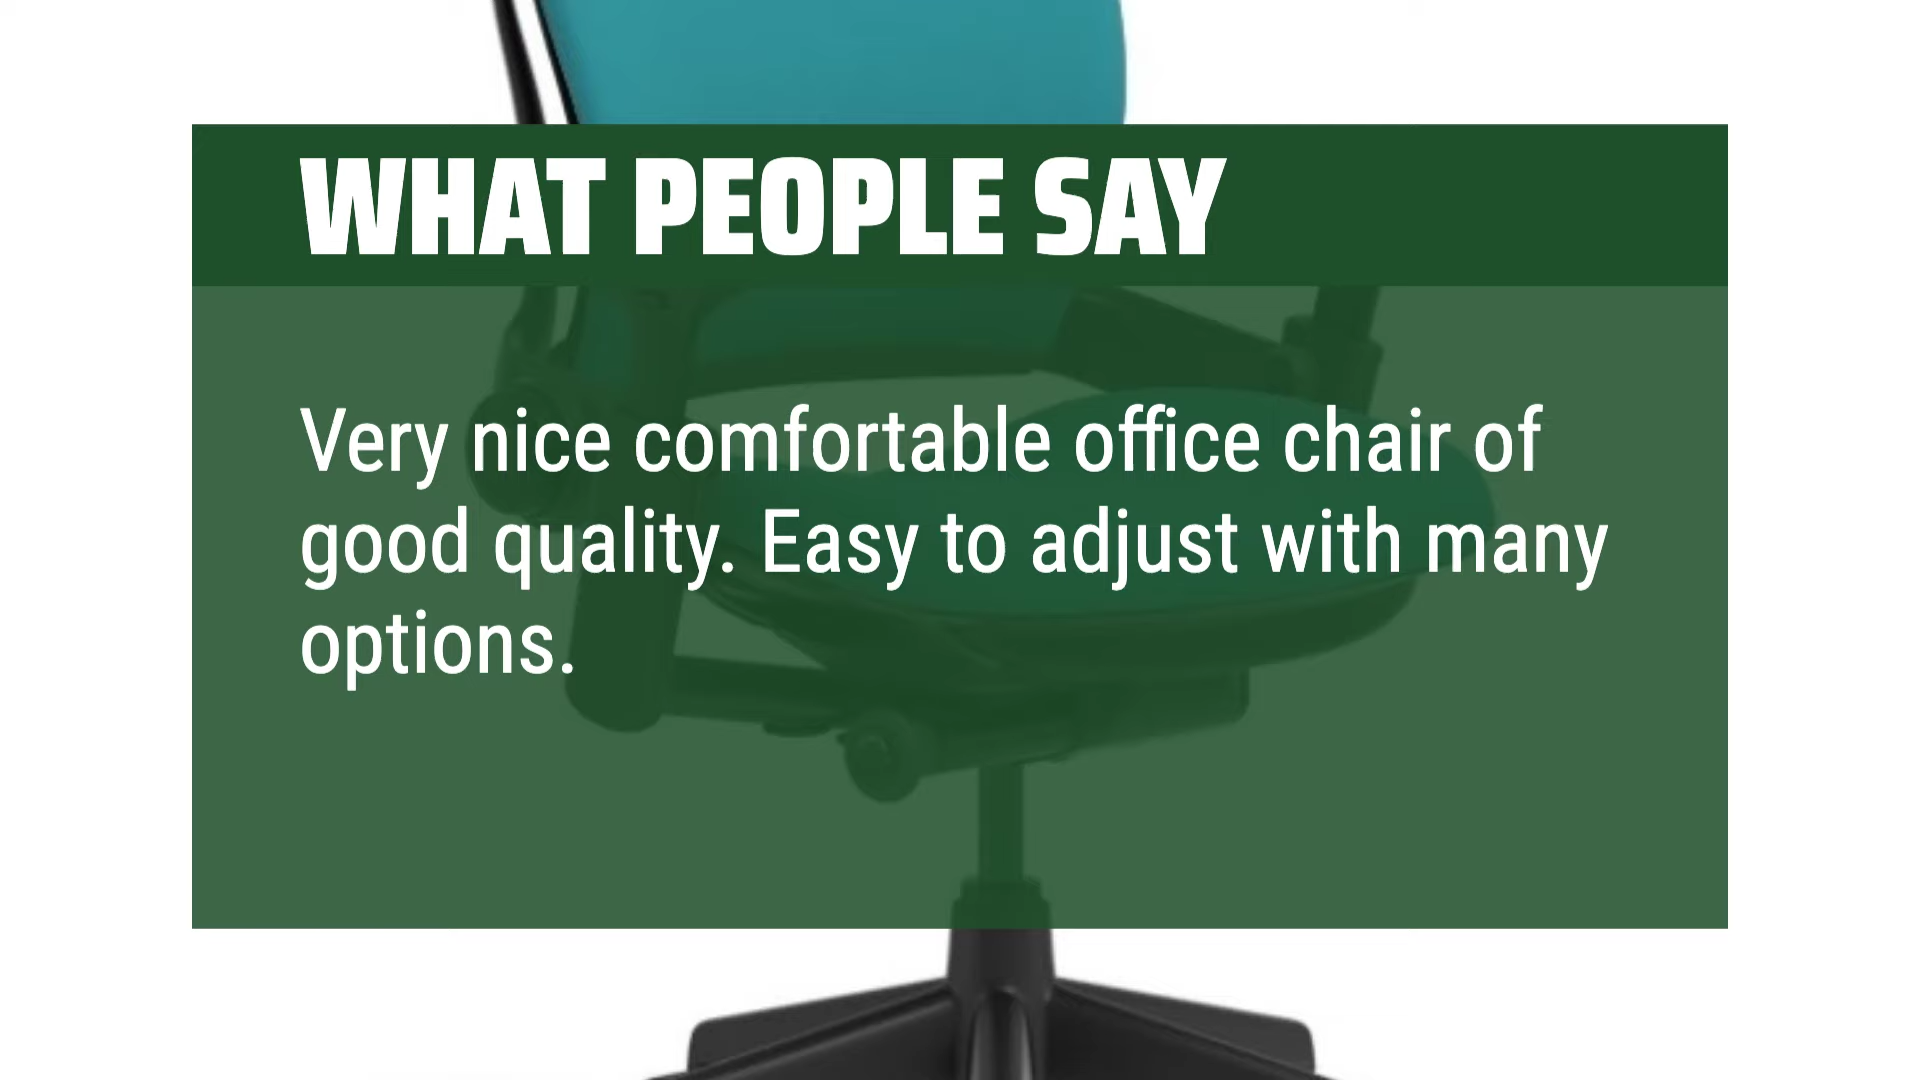 WHAT PEOPLE SAY
Very nice comfortable office chair of
good quality. Easy to adjust with many
options.